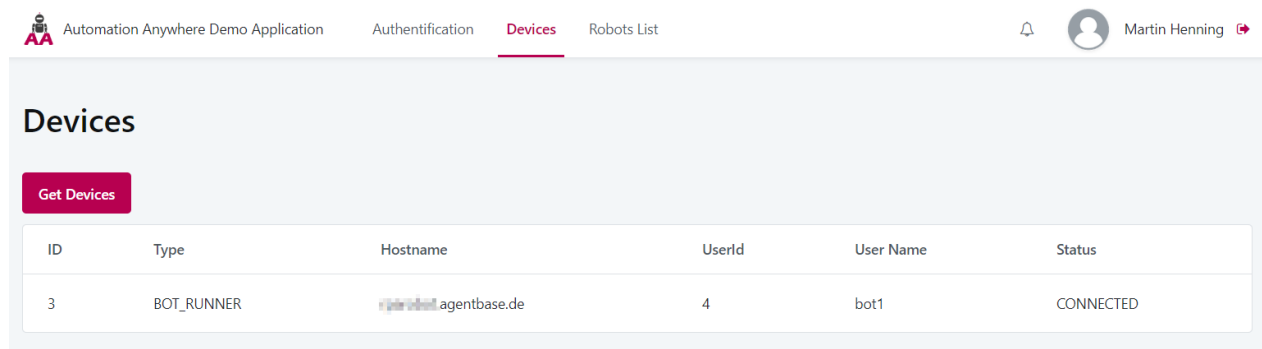 AA Automation Anywhere Demo Application Authentification Devices Robots List Martin Henning
Devices
Get Devices
ID Type Hostname UserId User Name Status
3 BOT_RUNNER .agentbase.de 4 bot1 CONNECTED